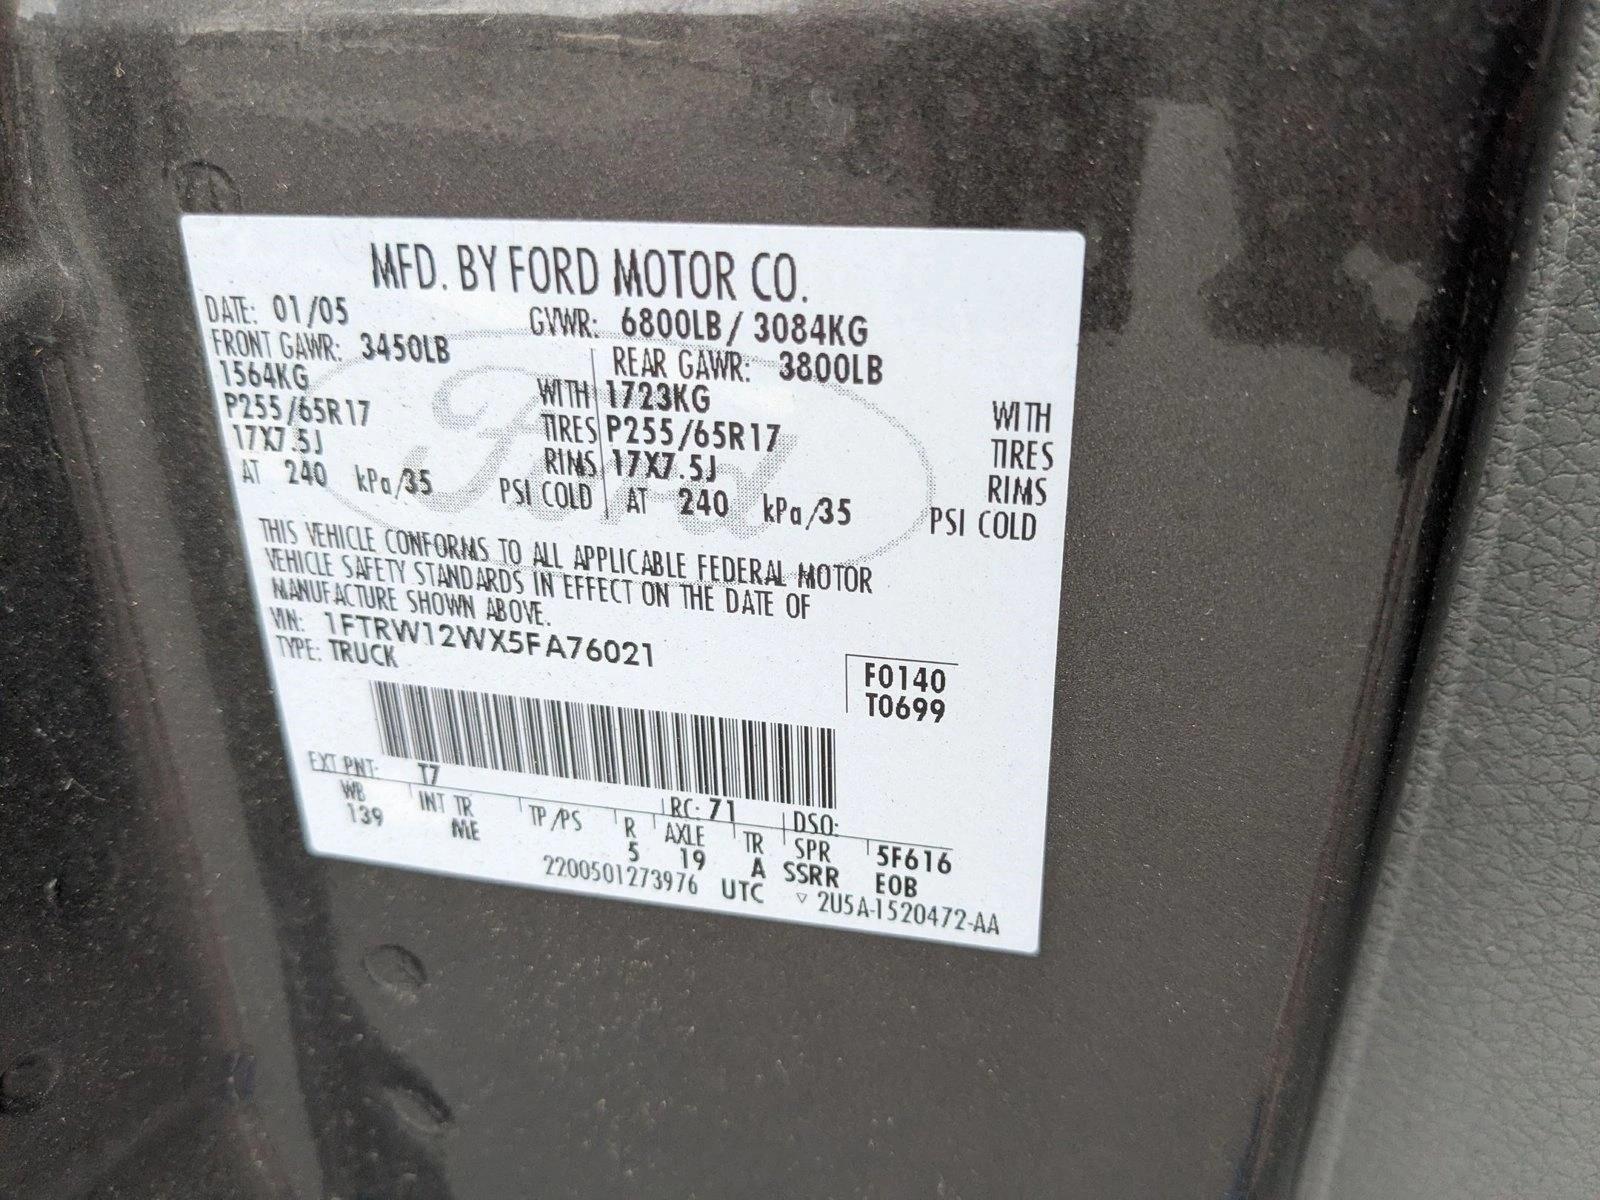 MFD. BY FORD MOTOR CO.
DATE: 01/05 GVWR: 6800LB / 3084KG
FRONT GAWR: 3450LB REAR GAWR: 3800LB
1564KG WITH 1723KG WITH
P255/65R17 TIRES P255/65R17 TIRES
17X7.5J RIMS 17X7.5J RIMS
AT 240 kPa/35 PSI COLD AT 240 kPa/35 PSI COLD
THIS VEHICLE CONFORMS TO ALL APPLICABLE FEDERAL MOTOR
VEHICLE SAFETY STANDARDS IN EFFECT ON THE DATE OF
MANUFACTURE SHOWN ABOVE.
VIN: 1FTRW12WX5FA76021
TYPE: TRUCK
F0140
T0699
EXT PNT: T7 RC: 71 DSO:
WB INT TR TP/PS R AXLE TR SPR 5F616
139 ME 5 19 A SSRR E0B
2200501273976 UTC ▽ 2U5A-1520472-AA
Ford